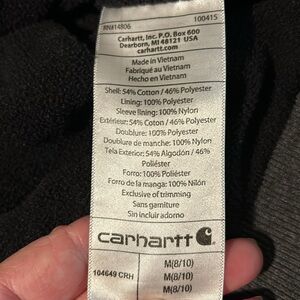 RN#14806 100415
Carhartt, Inc. P.O. Box 600
Dearborn, MI 48121 USA
carhartt.com
Made in Vietnam
Fabriqué au Vietnam
Hecho en Vietnam
Shell: 54% Cotton / 46% Polyester
Lining: 100% Polyester
Sleeve lining: 100% Nylon
Extérieur: 54% Coton / 46% Polyester
Doublure: 100% Polyester
Doublure de manche: 100% Nylon
Tela Exterior: 54% Algodón / 46%
Poliéster
Forro: 100% Poliéster
Forro de la manga: 100% Nilón
Exclusive of trimming
Sans garniture
Sin incluir adorno
carhartt
104649 CRH M(8/10)
M(8/10)
M(8/10)